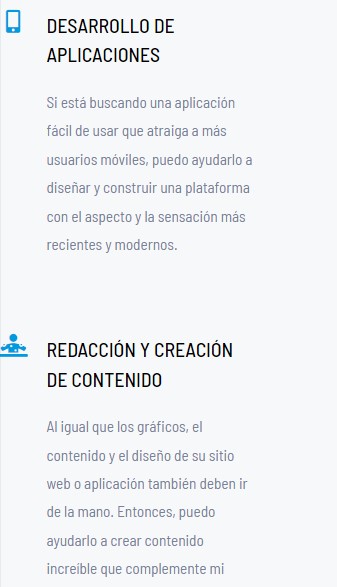 DESARROLLO DE
APLICACIONES
Si está buscando una aplicación
fácil de usar que atraiga a más
usuarios móviles, puedo ayudarlo a
diseñar y construir una plataforma
con el aspecto y la sensación más
recientes y modernos.
REDACCIÓN Y CREACIÓN
DE CONTENIDO
Al igual que los gráficos, el
contenido y el diseño de su sitio
web o aplicación también deben ir
de la mano. Entonces, puedo
ayudarlo a crear contenido
increíble que complemente mi